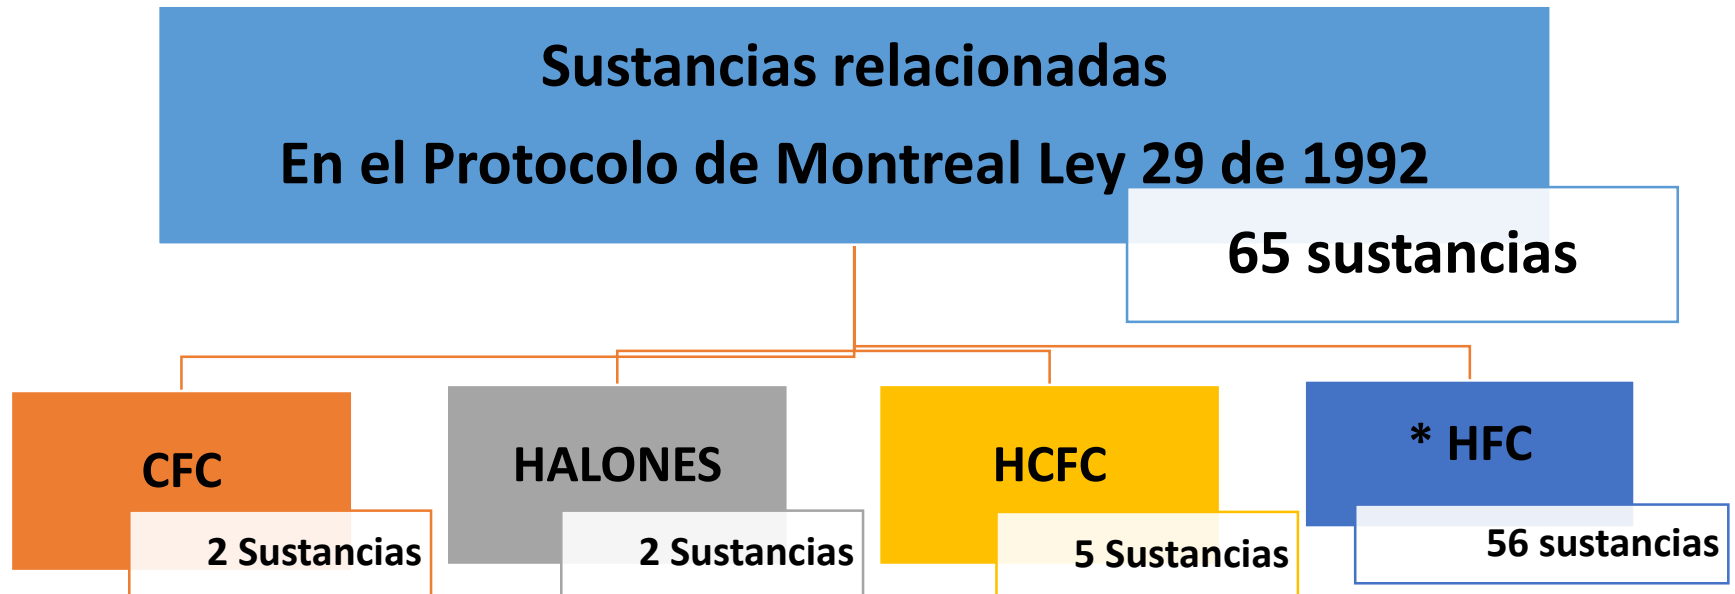 Sustancias relacionadas
En el Protocolo de Montreal Ley 29 de 1992
65 sustancias
CFC
2 Sustancias
HALONES
2 Sustancias
HCFC
5 Sustancias
* HFC
56 sustancias